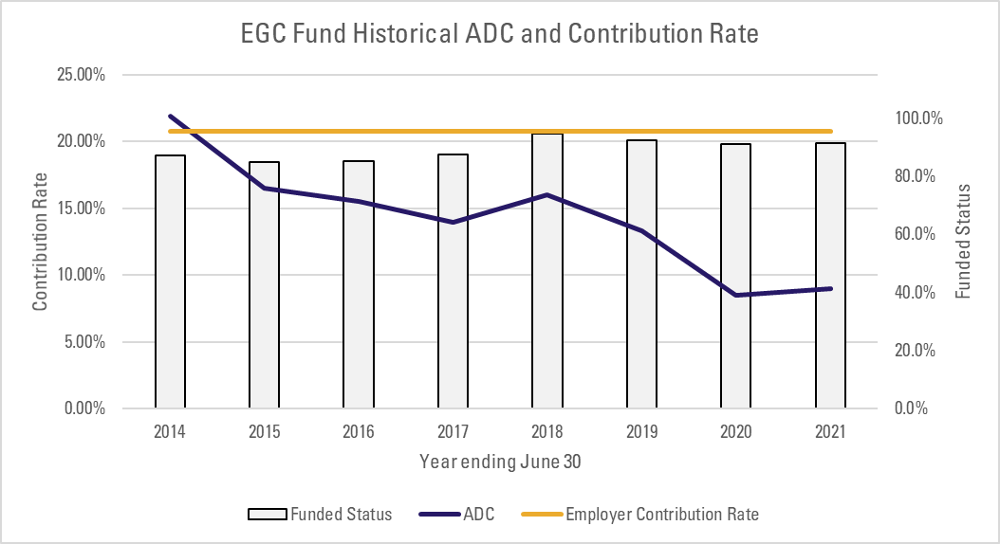 EGC Fund Historical ADC and Contribution Rate
25.00%
20.00%
15.00%
10.00%
5.00%
0.00%
Contribution Rate
100.0%
80.0%
60.0%
40.0%
20.0%
0.0%
Funded Status
2014 2015 2016 2017 2018 2019 2020 2021
Year ending June 30
Funded Status ADC Employer Contribution Rate